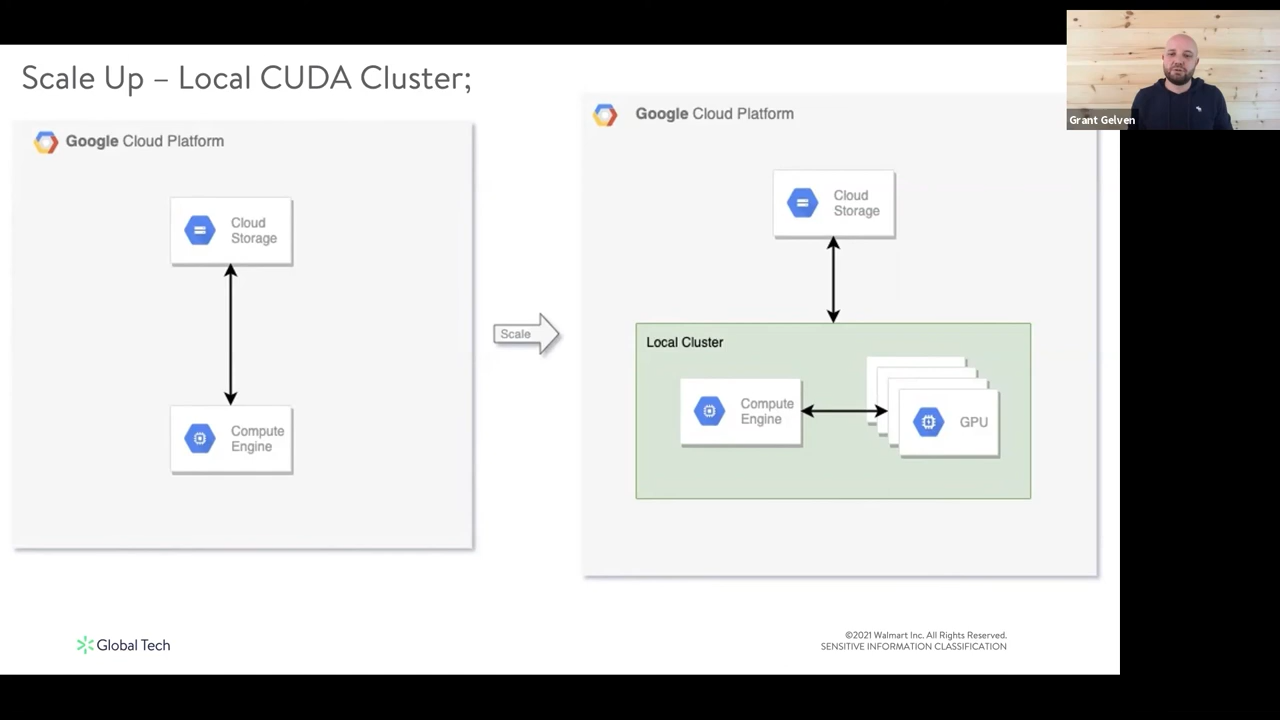 Scale Up – Local CUDA Cluster;
Google Cloud Platform
Cloud
Storage
Compute
Engine
Scale
Google Cloud Platform
Cloud
Storage
Local Cluster
Compute
Engine
GPU
Global Tech
©2021 Walmart Inc. All Rights Reserved.
SENSITIVE INFORMATION CLASSIFICATION
Grant Gelven